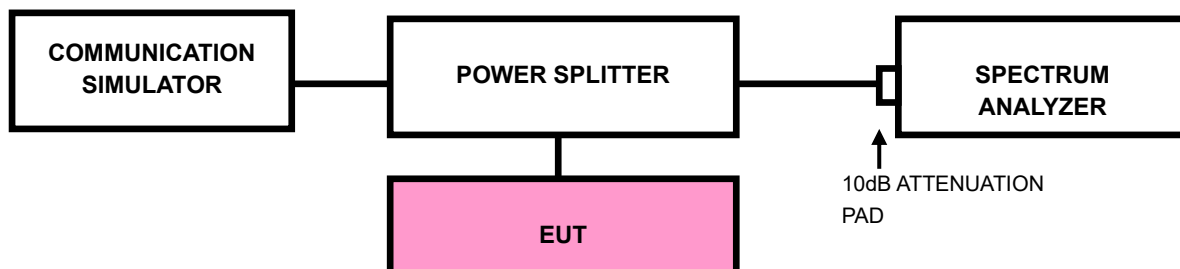 COMMUNICATION
SIMULATOR
POWER SPLITTER
SPECTRUM
ANALYZER
10dB ATTENUATION
PAD
EUT